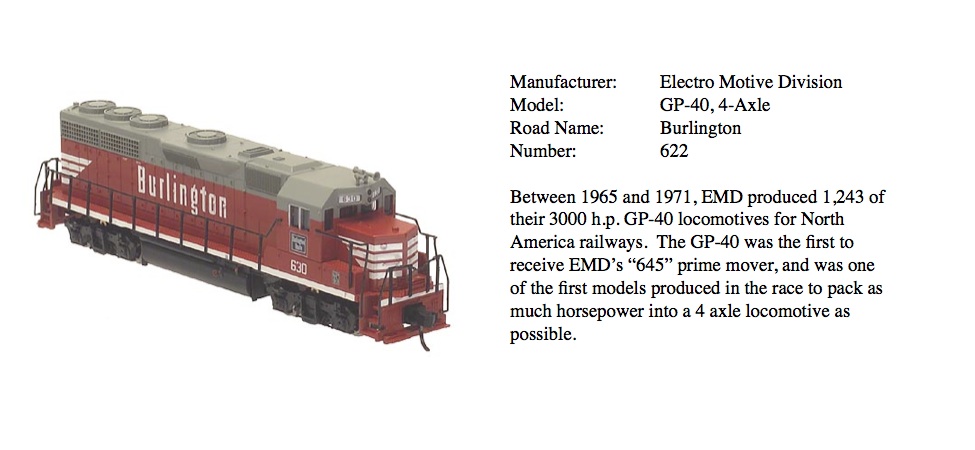 Burlington
630
630
Manufacturer: Electro Motive Division
Model: GP-40, 4-Axle
Road Name: Burlington
Number: 622
Between 1965 and 1971, EMD produced 1,243 of
their 3000 h.p. GP-40 locomotives for North
America railways. The GP-40 was the first to
receive EMD's “645” prime mover, and was one
of the first models produced in the race to pack as
much horsepower into a 4 axle locomotive as
possible.